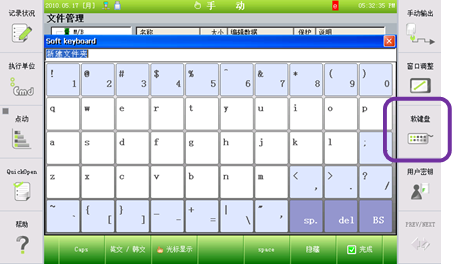 记录状况
2010.05.17 [月]
手 动
05:32:35 PM
手动输出
文件管理
M/B
名称
大小
编辑数据
保护
说明
Soft keyboard
新建文件夹
执行单位
Cmd
窗口调整
! 1 @ 2 # 3 $ 4 % 5 ^ 6 & 7 * 8 ( 9 ) 0
q w e r t y u i o p
点动
软键盘
a s d f g h j k l : ;
QuickOpen
用户密钥
z x c v b n m < , > . ? /
~ ` { [ } ] _ - + = | \ " ' sp. del BS
帮助
PREV/NEXT
Caps
英文 / 韩文
光标显示
space
隐檔
完成